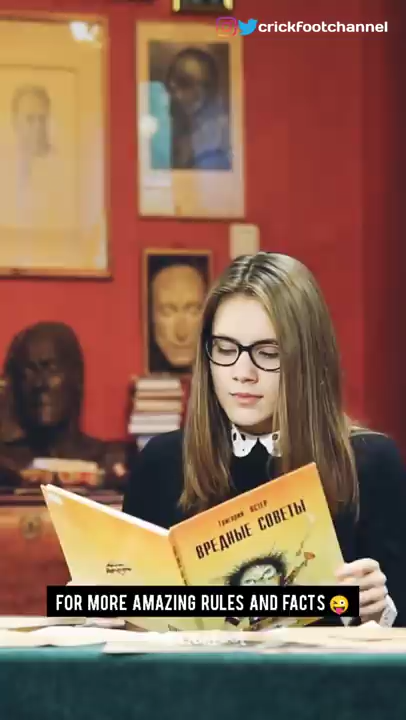 crickfootchannel
Григорий ОСТЕР
ВРЕДНЫЕ СОВЕТЫ
FOR MORE AMAZING RULES AND FACTS 😜